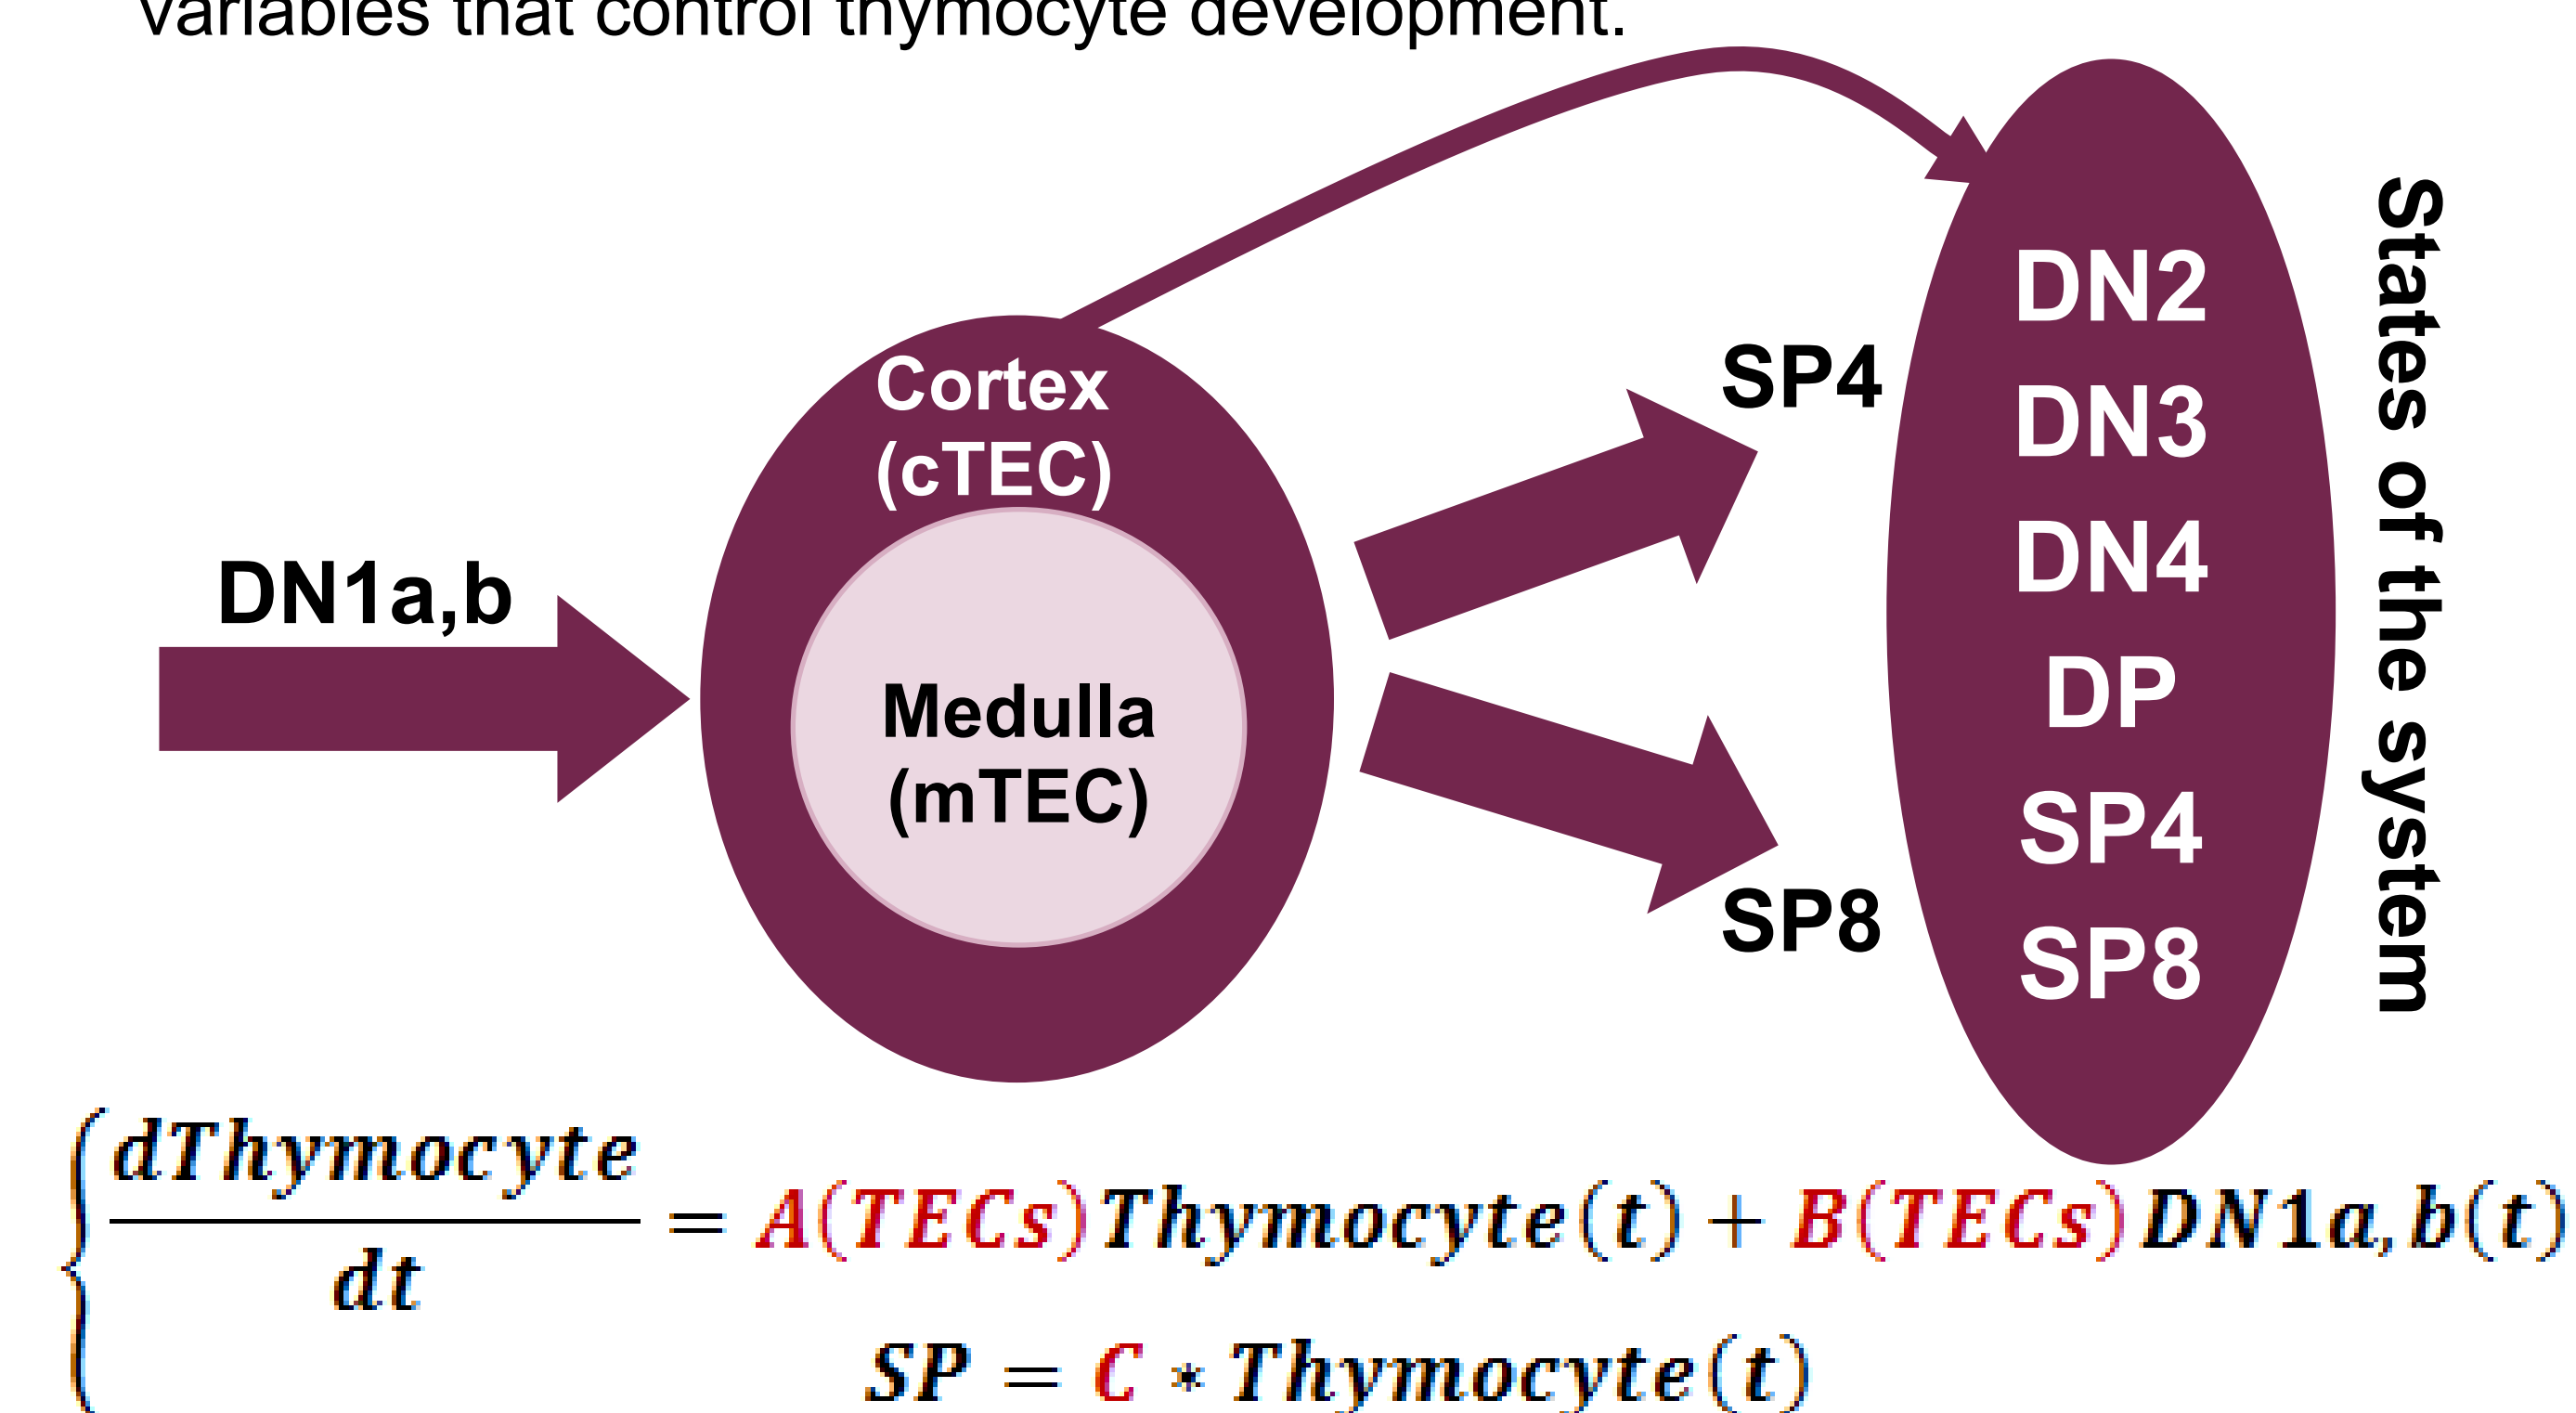 variables that control thymocyte development.
Cortex
(cTEC)
Medulla
(mTEC)
DN1a,b
SP4
SP8
DN2
DN3
DN4
DP
SP4
SP8
States of the system
dThymocyte
dt
= A(TECs)Thymocyte(t) + B(TECs)DN1a,b(t)
SP = C * Thymocyte(t)